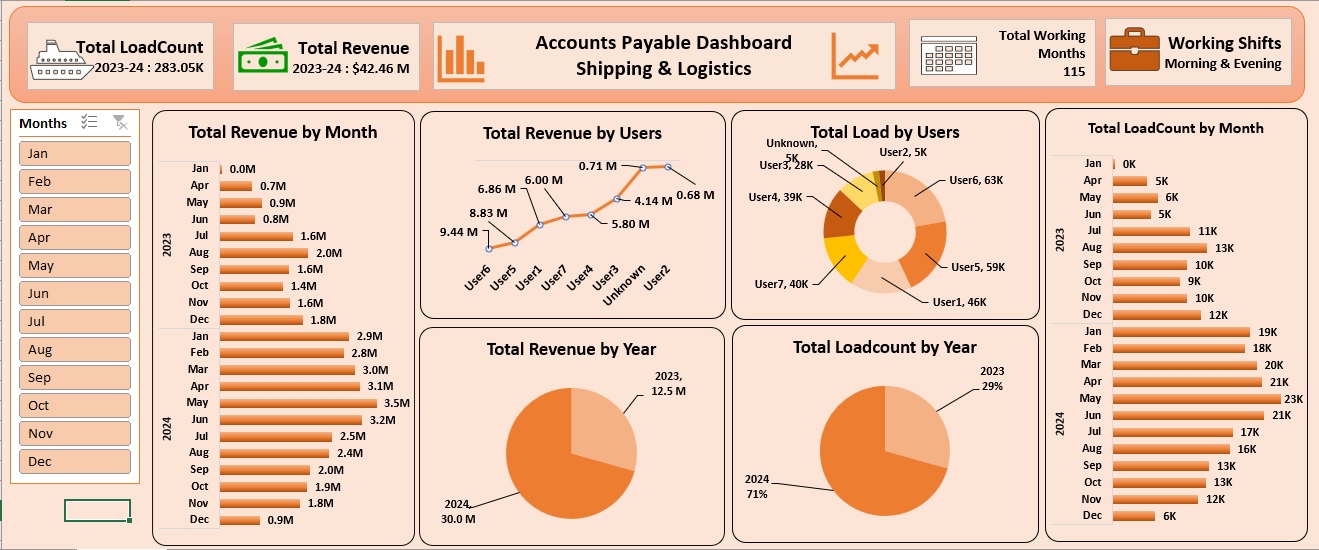 Total LoadCount
2023-24 : 283.05K
Total Revenue
2023-24 : $42.46 M
Accounts Payable Dashboard
Shipping & Logistics
Total Working
Months
115
Working Shifts
Morning & Evening
Months
Jan
Feb
Mar
Apr
May
Jun
Jul
Aug
Sep
Oct
Nov
Dec
Total Revenue by Month
2023
Jan 0.0M
Apr 0.7M
May 0.9M
Jun 0.8M
Jul 1.6M
Aug 2.0M
Sep 1.6M
Oct 1.4M
Nov 1.6M
Dec 1.8M
2024
Jan 2.9M
Feb 2.8M
Mar 3.0M
Apr 3.1M
May 3.5M
Jun 3.2M
Jul 2.5M
Aug 2.4M
Sep 2.0M
Oct 1.9M
Nov 1.8M
Dec 0.9M
Total Revenue by Users
9.44 M
8.83 M
6.86 M
6.00 M
5.80 M
4.14 M
0.71 M
0.68 M
User6
User5
User1
User7
User4
User3
Unknown
User2
Total Revenue by Year
2023,
12.5 M
2024,
30.0 M
Total Load by Users
Unknown,
5K
User2, 5K
User3, 28K
User6, 63K
User4, 39K
User5, 59K
User7, 40K
User1, 46K
Total Loadcount by Year
2023
29%
2024
71%
Total LoadCount by Month
2023
Jan 0K
Apr 5K
May 6K
Jun 5K
Jul 11K
Aug 13K
Sep 10K
Oct 9K
Nov 10K
Dec 12K
2024
Jan 19K
Feb 18K
Mar 20K
Apr 21K
May 23K
Jun 21K
Jul 17K
Aug 16K
Sep 13K
Oct 13K
Nov 12K
Dec 6K